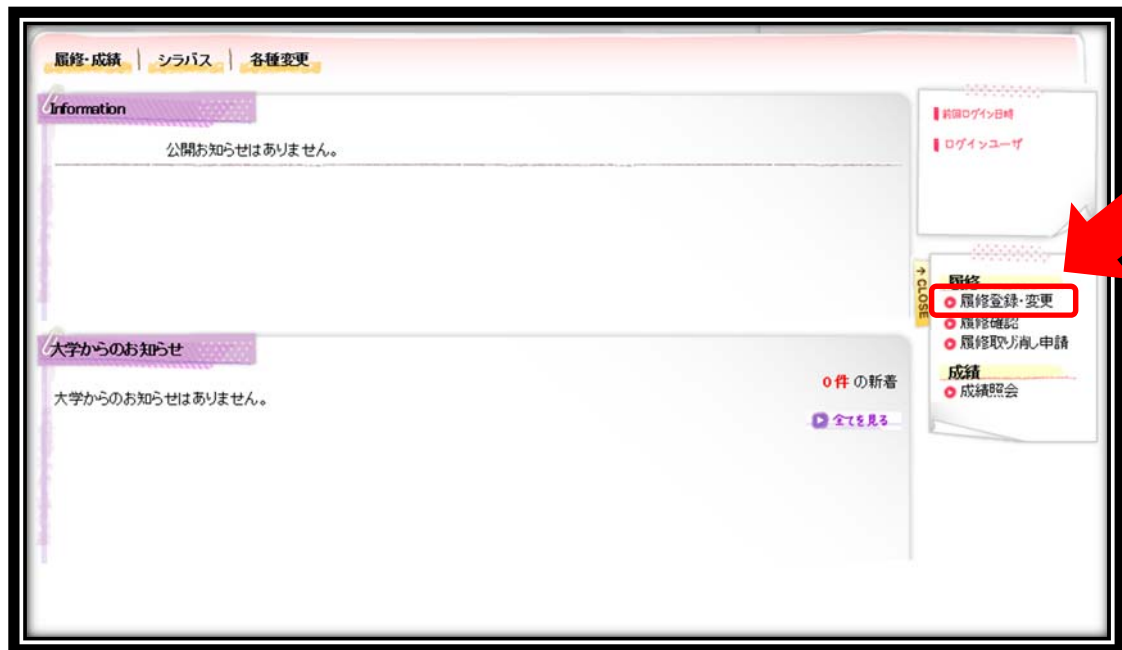 履修・成績 シラバス 各種変更
Information
公開お知らせはありません。
前回ログイン日時
ログインユーザ
↑CLOSE
履修
履修登録・変更
履修確認
履修取り消し申請
成績
成績照会
大学からのお知らせ
0件 の新着
大学からのお知らせはありません。
全てを見る